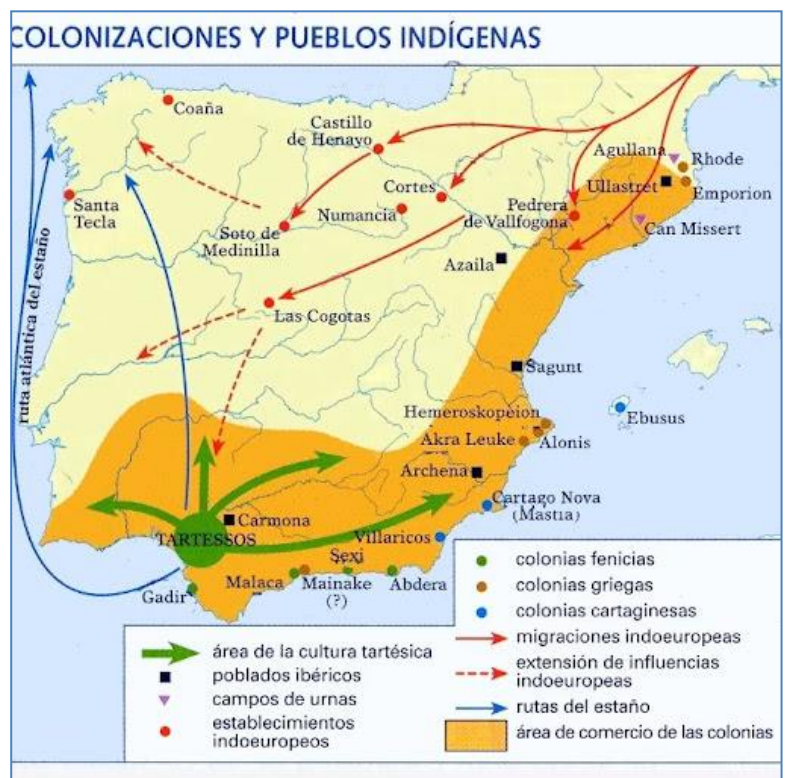 COLONIZACIONES Y PUEBLOS INDÍGENAS
Coaña
Castillo
de Henayo
Agullana
Rhode
Ullastret
Emporion
Cortes
Santa
Tecla
Numancia
Pedrera
de Vallfogona
Can Missert
Soto de
Medinilla
Azaila
ruta atlántica del estaño
Las Cogotas
Sagunt
Hemeroskopeion
Ebusus
Akra Leuke
Alonis
Archena
Cartago Nova
(Mastia)
Carmona
TARTESSOS
Villaricos
Sexi
Gadir
Malaca
Mainake
(?)
Abdera
colonias fenicias
colonias griegas
colonias cartaginesas
migraciones indoeuropeas
extensión de influencias
indoeuropeas
rutas del estaño
área de comercio de las colonias
área de la cultura tartésica
poblados ibéricos
campos de urnas
establecimientos
indoeuropeos